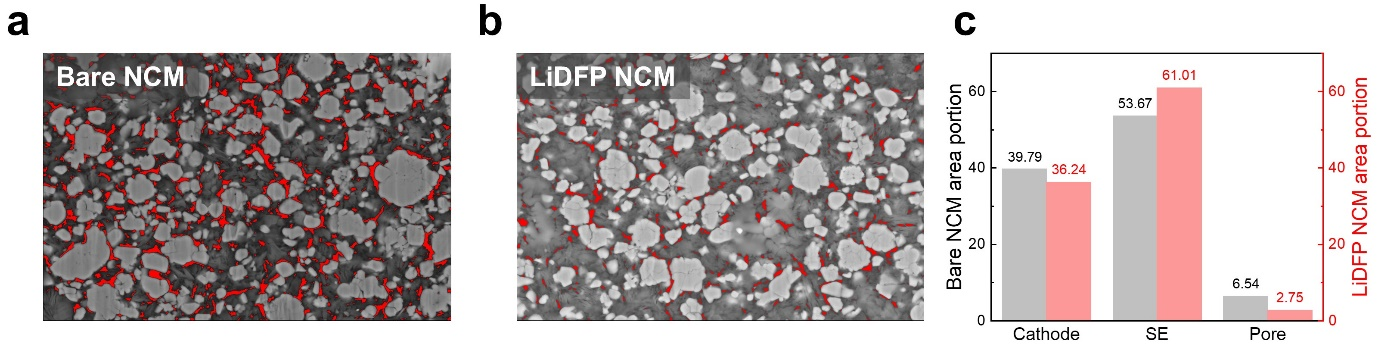 a
Bare NCM
b
LiDFP NCM
c
Bare NCM area portion
60
40
20
0
39.79
36.24
53.67
61.01
6.54
2.75
Cathode
SE
Pore
60
40
20
0
LiDFP NCM area portion